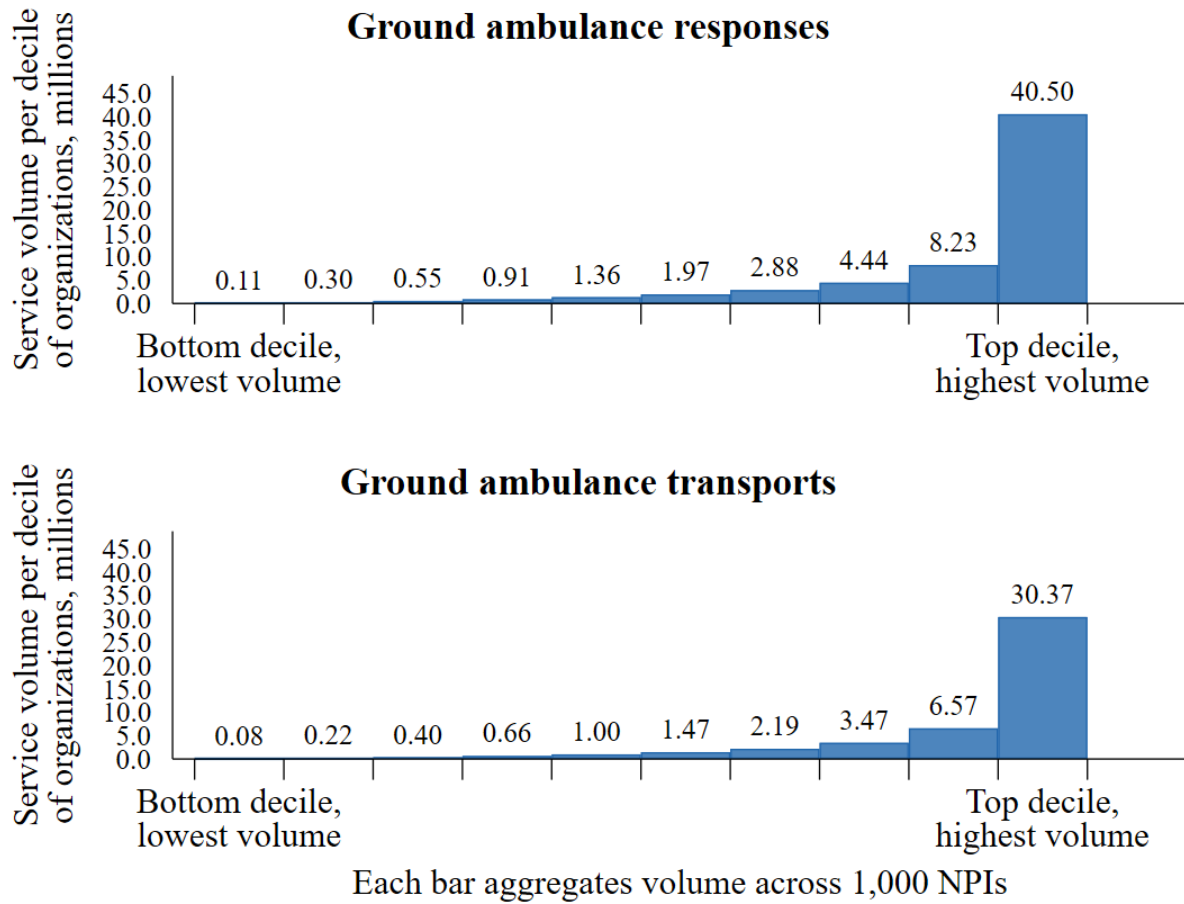 Ground ambulance responses
Service volume per decile
of organizations, millions
45.0
40.0
35.0
30.0
25.0
20.0
15.0
10.0
5.0
0.0
0.11 0.30 0.55 0.91 1.36 1.97 2.88 4.44 8.23 40.50
Bottom decile,
lowest volume
Top decile,
highest volume
Ground ambulance transports
Service volume per decile
of organizations, millions
45.0
40.0
35.0
30.0
25.0
20.0
15.0
10.0
5.0
0.0
0.08 0.22 0.40 0.66 1.00 1.47 2.19 3.47 6.57 30.37
Bottom decile,
lowest volume
Top decile,
highest volume
Each bar aggregates volume across 1,000 NPIs